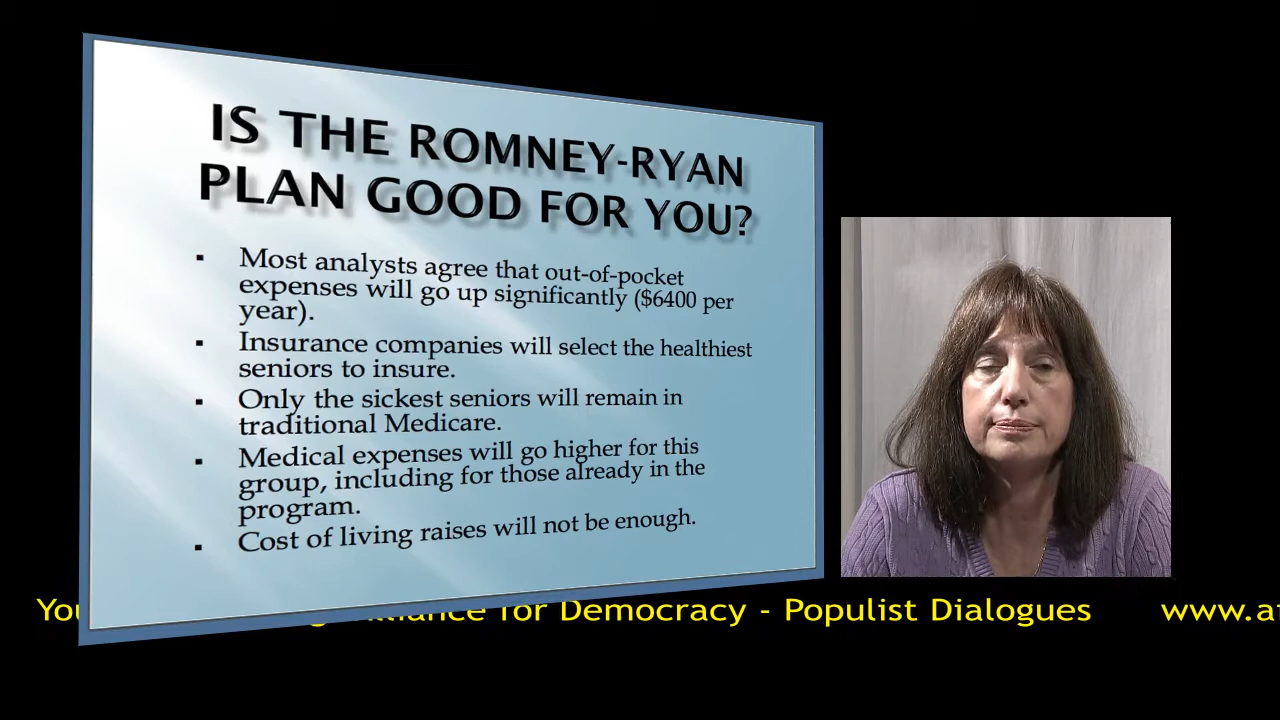 IS THE ROMNEY-RYAN
PLAN GOOD FOR YOU?
▪ Most analysts agree that out-of-pocket
expenses will go up significantly ($6400 per
year).
▪ Insurance companies will select the healthiest
seniors to insure.
▪ Only the sickest seniors will remain in
traditional Medicare.
▪ Medical expenses will go higher for this
group, including for those already in the
program.
▪ Cost of living raises will not be enough.
for Democracy - Populist Dialogues